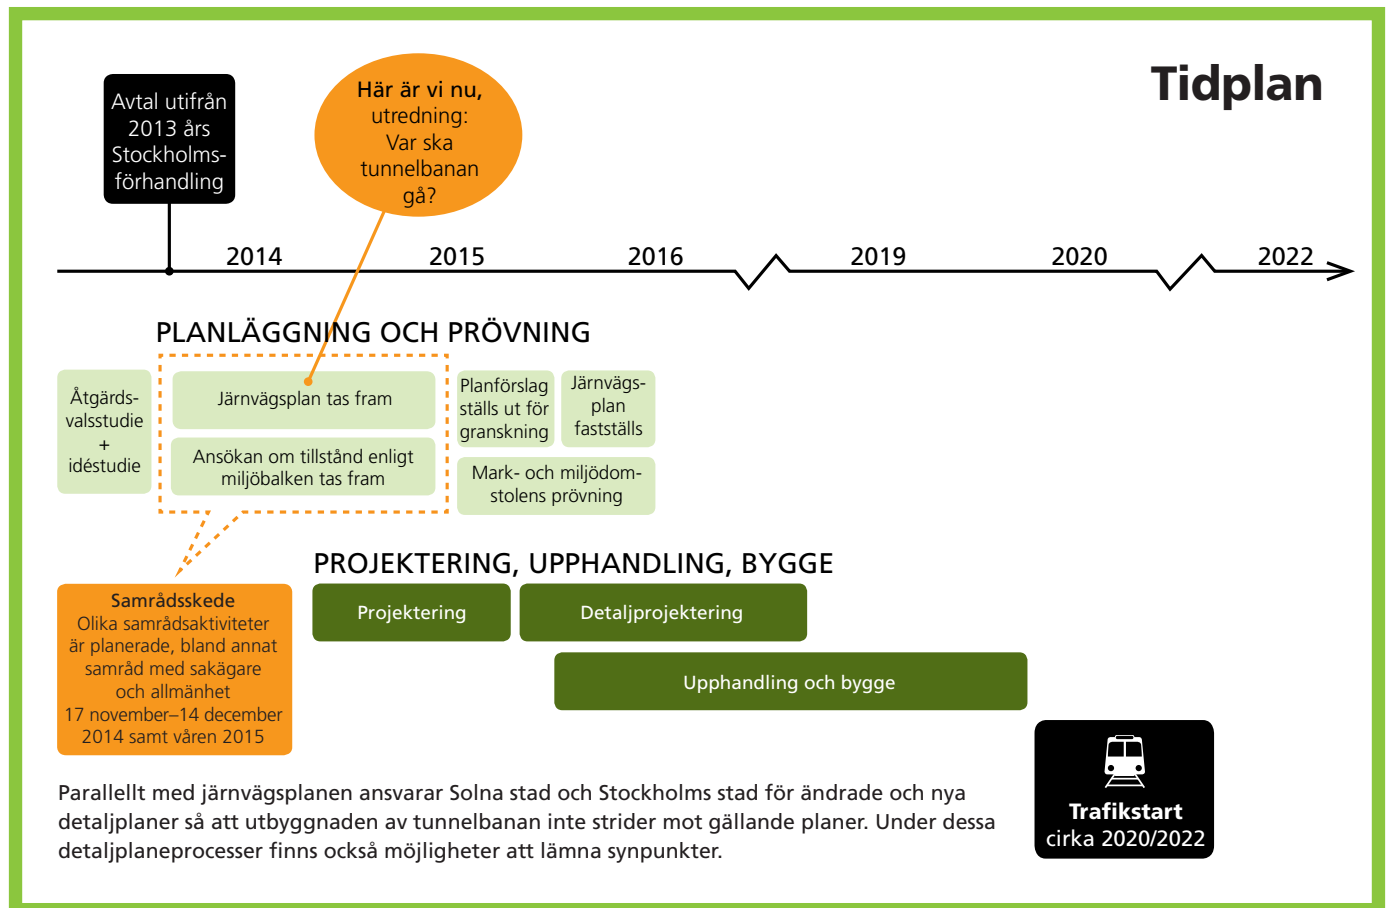 Tidplan
Avtal utifrån
2013 års
Stockholms-
förhandling
Här är vi nu,
utredning:
Var ska
tunnelbanan
gå?
2014
2015
2016
2019
2020
2022
PLANLÄGGNING OCH PRÖVNING
Åtgärds-
valsstudie
+
idéstudie
Järnvägsplan tas fram
Ansökan om tillstånd enligt
miljöbalken tas fram
Planförslag
ställs ut för
granskning
Järnvägs-
plan
fastställs
Mark- och miljödom-
stolens prövning
PROJEKTERING, UPPHANDLING, BYGGE
Projektering
Detaljprojektering
Upphandling och bygge
Samrådsskede
Olika samrådsaktiviteter
är planerade, bland annat
samråd med sakägare
och allmänhet
17 november–14 december
2014 samt våren 2015
Trafikstart
cirka 2020/2022
Parallellt med järnvägsplanen ansvarar Solna stad och Stockholms stad för ändrade och nya
detaljplaner så att utbyggnaden av tunnelbanan inte strider mot gällande planer. Under dessa
detaljplaneprocesser finns också möjligheter att lämna synpunkter.